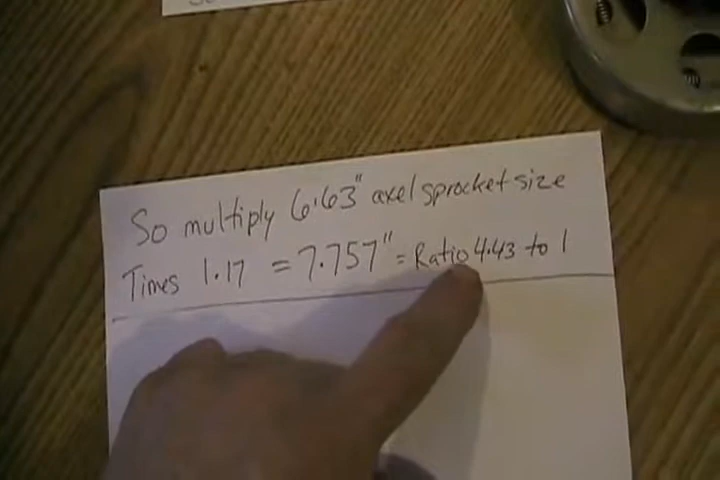 So multiply 6.63" axel sprocket size
Times 1.17 = 7.757" = Ratio 4.43 to 1